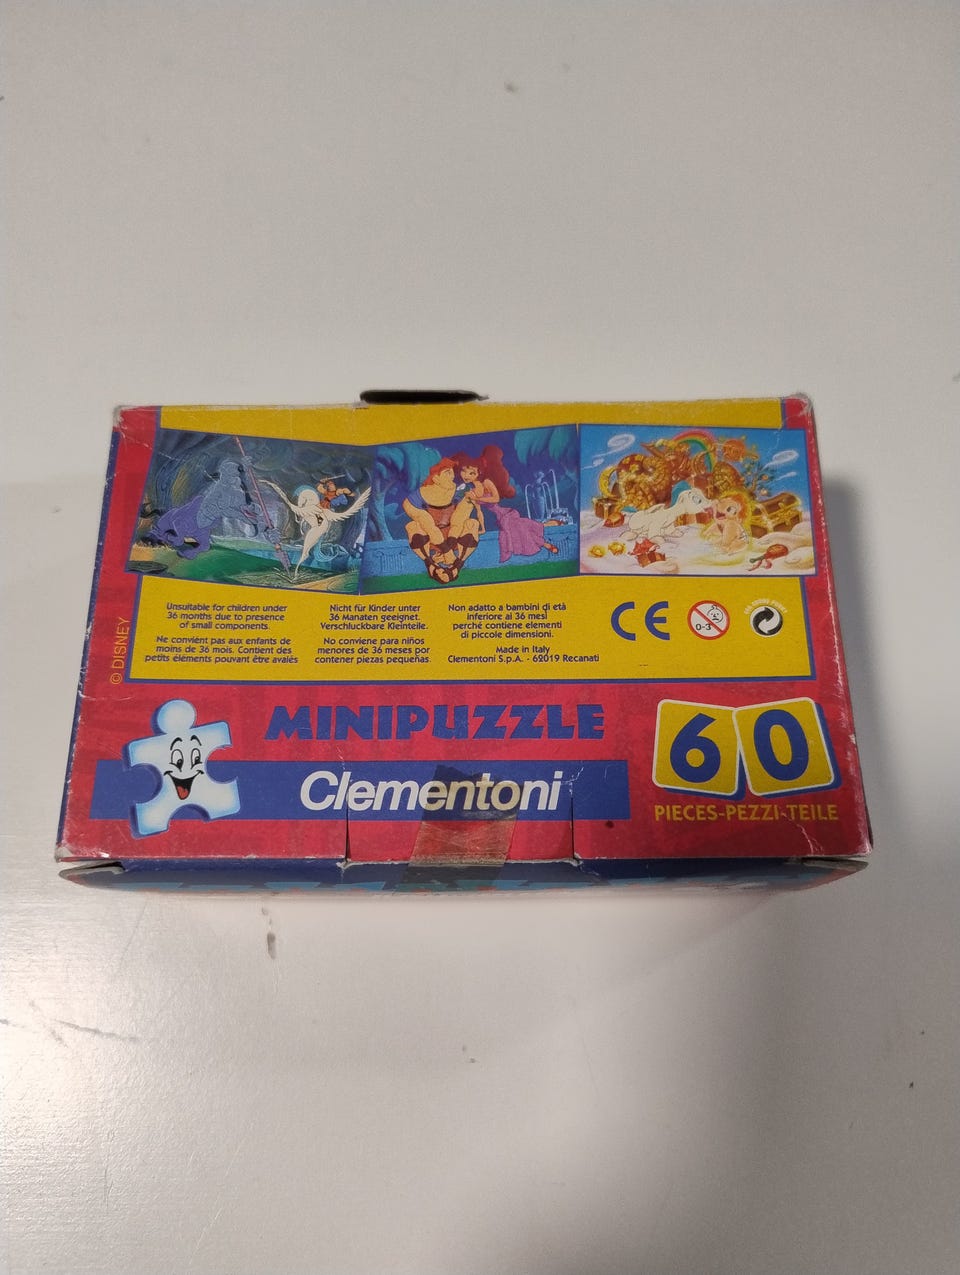 Unsuitable for children under
36 months due to presence
of small components.
Ne convient pas aux enfants de
moins de 36 mois. Contient des
petits éléments pouvant être avalés
Nicht für Kinder unter
36 Manaten geeignet.
Verschluckbare Kleinteile.
No conviene para niños
menores de 36 meses por
contener piezas pequeñas.
Non adatto a bambini di età
inferiore ai 36 mesi
perché contiene elementi
di piccole dimensioni.
Made in Italy
Clementoni S.p.A. - 62019 Recanati
CE
0-3
© DISNEY
MINIPUZZLE
Clementoni
60
PIECES-PEZZI-TEILE